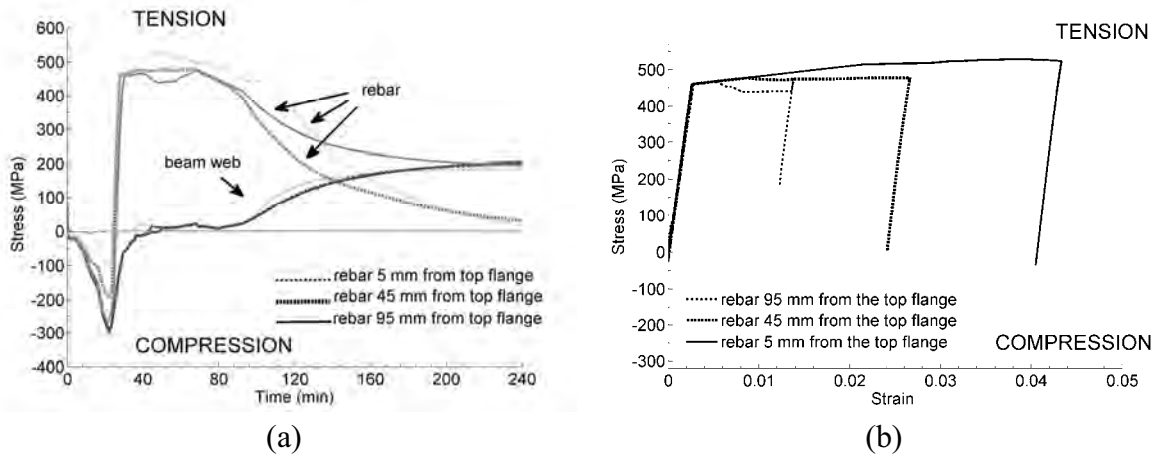 TENSION
600
500
400
300
200
100
0
-100
-200
-300
-400
Stress (MPa)
rebar
beam web
rebar 5 mm from top flange
rebar 45 mm from top flange
rebar 95 mm from top flange
COMPRESSION
0 40 80 120 160 200 240
Time (min)
(a)
TENSION
500
400
300
200
100
0
-100
-200
-300
Stress (MPa)
rebar 95 mm from the top flange
rebar 45 mm from the top flange
rebar 5 mm from the top flange
COMPRESSION
0 0.01 0.02 0.03 0.04 0.05
Strain
(b)